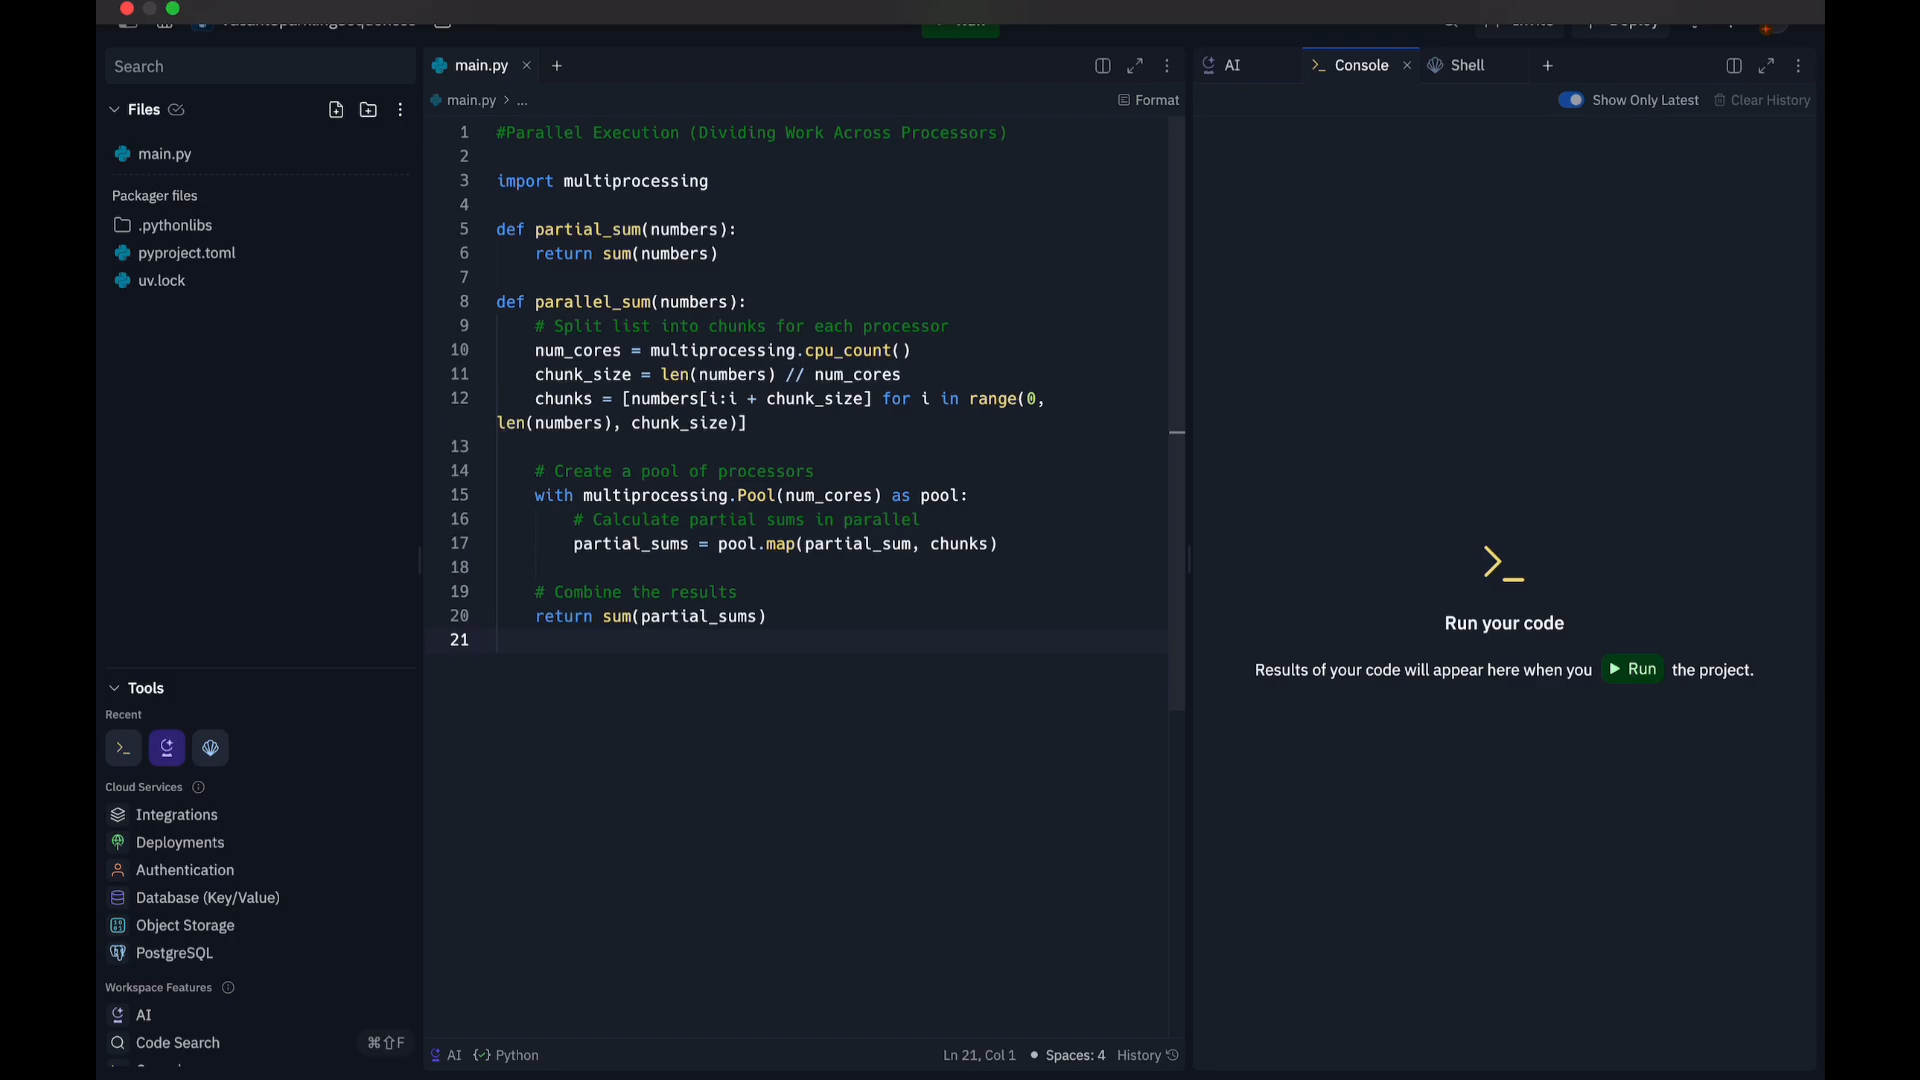 Search
Files
main.py
Packager files
.pythonlibs
pyproject.toml
uv.lock
Tools
Recent
Cloud Services
Integrations
Deployments
Authentication
Database (Key/Value)
Object Storage
PostgreSQL
Workspace Features
AI
Code Search ⌘⇧F
main.py × +
main.py > ...
Format
1 #Parallel Execution (Dividing Work Across Processors)
2
3 import multiprocessing
4
5 def partial_sum(numbers):
6     return sum(numbers)
7
8 def parallel_sum(numbers):
9     # Split list into chunks for each processor
10     num_cores = multiprocessing.cpu_count()
11     chunk_size = len(numbers) // num_cores
12     chunks = [numbers[i:i + chunk_size] for i in range(0,
len(numbers), chunk_size)]
13
14     # Create a pool of processors
15     with multiprocessing.Pool(num_cores) as pool:
16         # Calculate partial sums in parallel
17         partial_sums = pool.map(partial_sum, chunks)
18
19     # Combine the results
20     return sum(partial_sums)
21
AI Python
Ln 21, Col 1 • Spaces: 4 History
AI
Console ×
Shell
+
Show Only Latest
Clear History
Run your code
Results of your code will appear here when you Run the project.